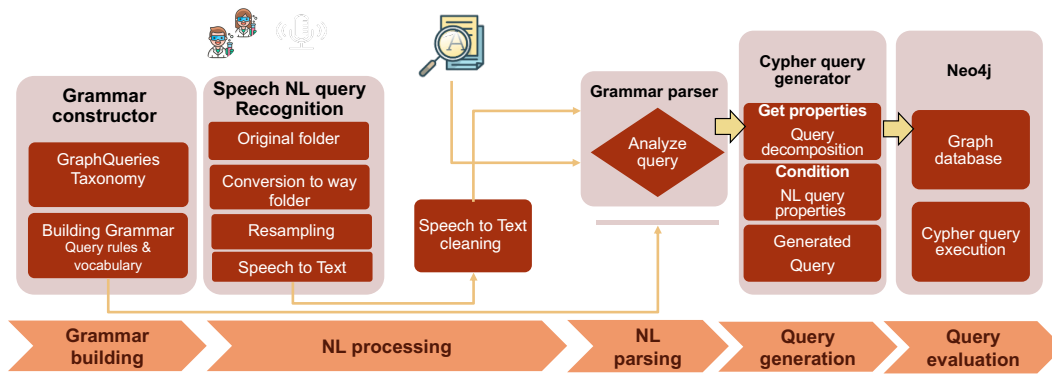 Grammar
constructor
GraphQueries
Taxonomy
Building Grammar
Query rules &
vocabulary
Speech NL query
Recognition
Original folder
Conversion to way
folder
Resampling
Speech to Text
A
Speech to Text
cleaning
Grammar parser
Analyze
query
Cypher query
generator
Get properties
Query
decomposition
Condition
NL query
properties
Generated
Query
Neo4j
Graph
database
Cypher query
execution
Grammar
building
NL processing
NL
parsing
Query
generation
Query
evaluation